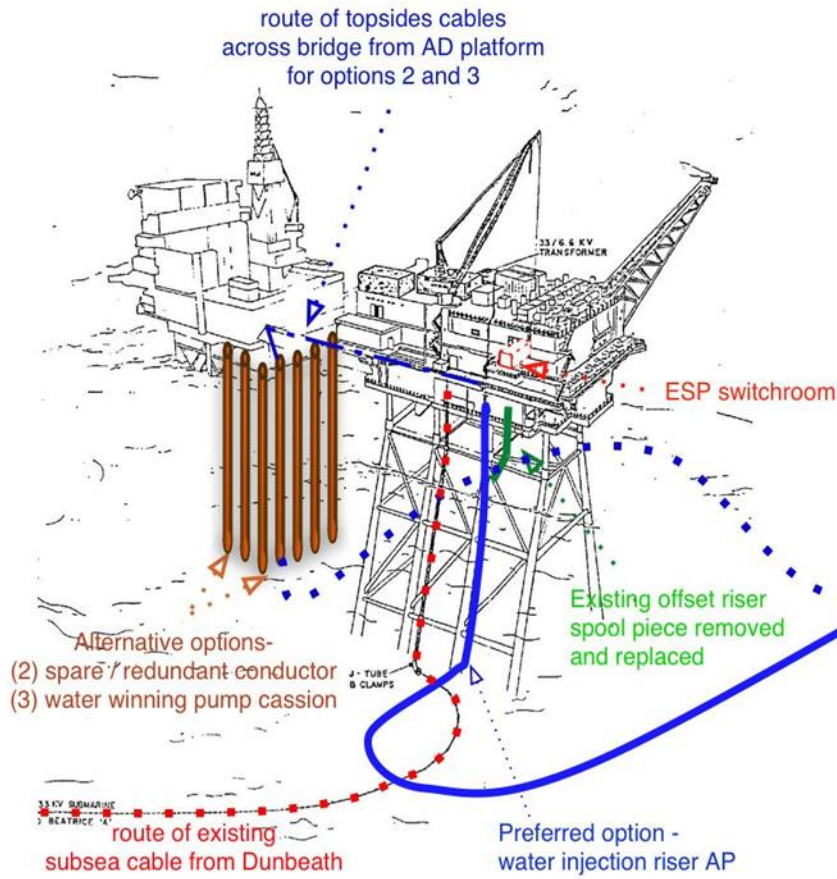 route of topsides cables
across bridge from AD platform
for options 2 and 3
33/6.6 KV
TRANSFORMER
ESP switchroom
Existing offset riser
spool piece removed
and replaced
Alternative options-
(2) spare / redundant conductor
(3) water winning pump cassion
J - TUBE
& CLAMPS
33 KV SUBMARINE
O BEATRICE 'A'
route of existing
subsea cable from Dunbeath
Preferred option -
water injection riser AP